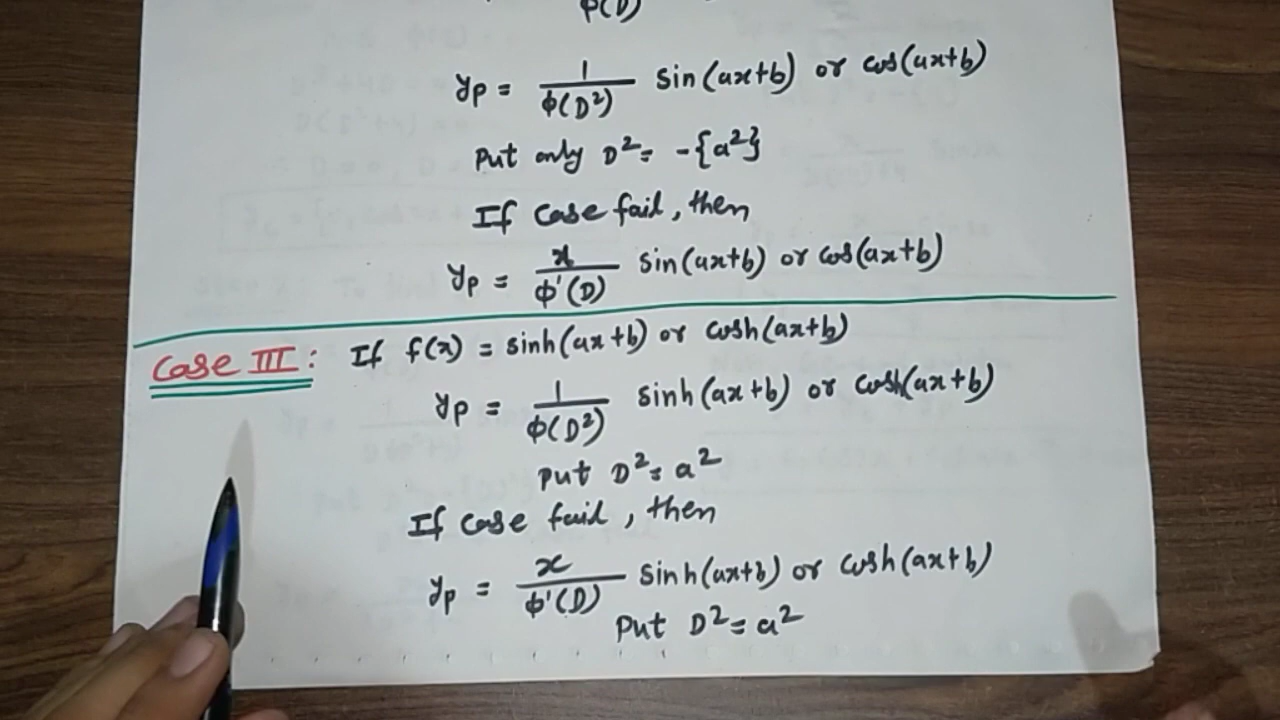 ϕ(D)
yp = 1/ϕ(D²) sin(ax+b) or cos(ax+b)
Put only D² = -{a²}
If case fail, then
yp = x/ϕ'(D) sin(ax+b) or cos(ax+b)
Case III : If f(x) = sinh(ax+b) or cosh(ax+b)
yp = 1/ϕ(D²) sinh(ax+b) or cosh(ax+b)
Put D² = a²
If case fail, then
yp = x/ϕ'(D) sinh(ax+b) or cosh(ax+b)
Put D² = a²